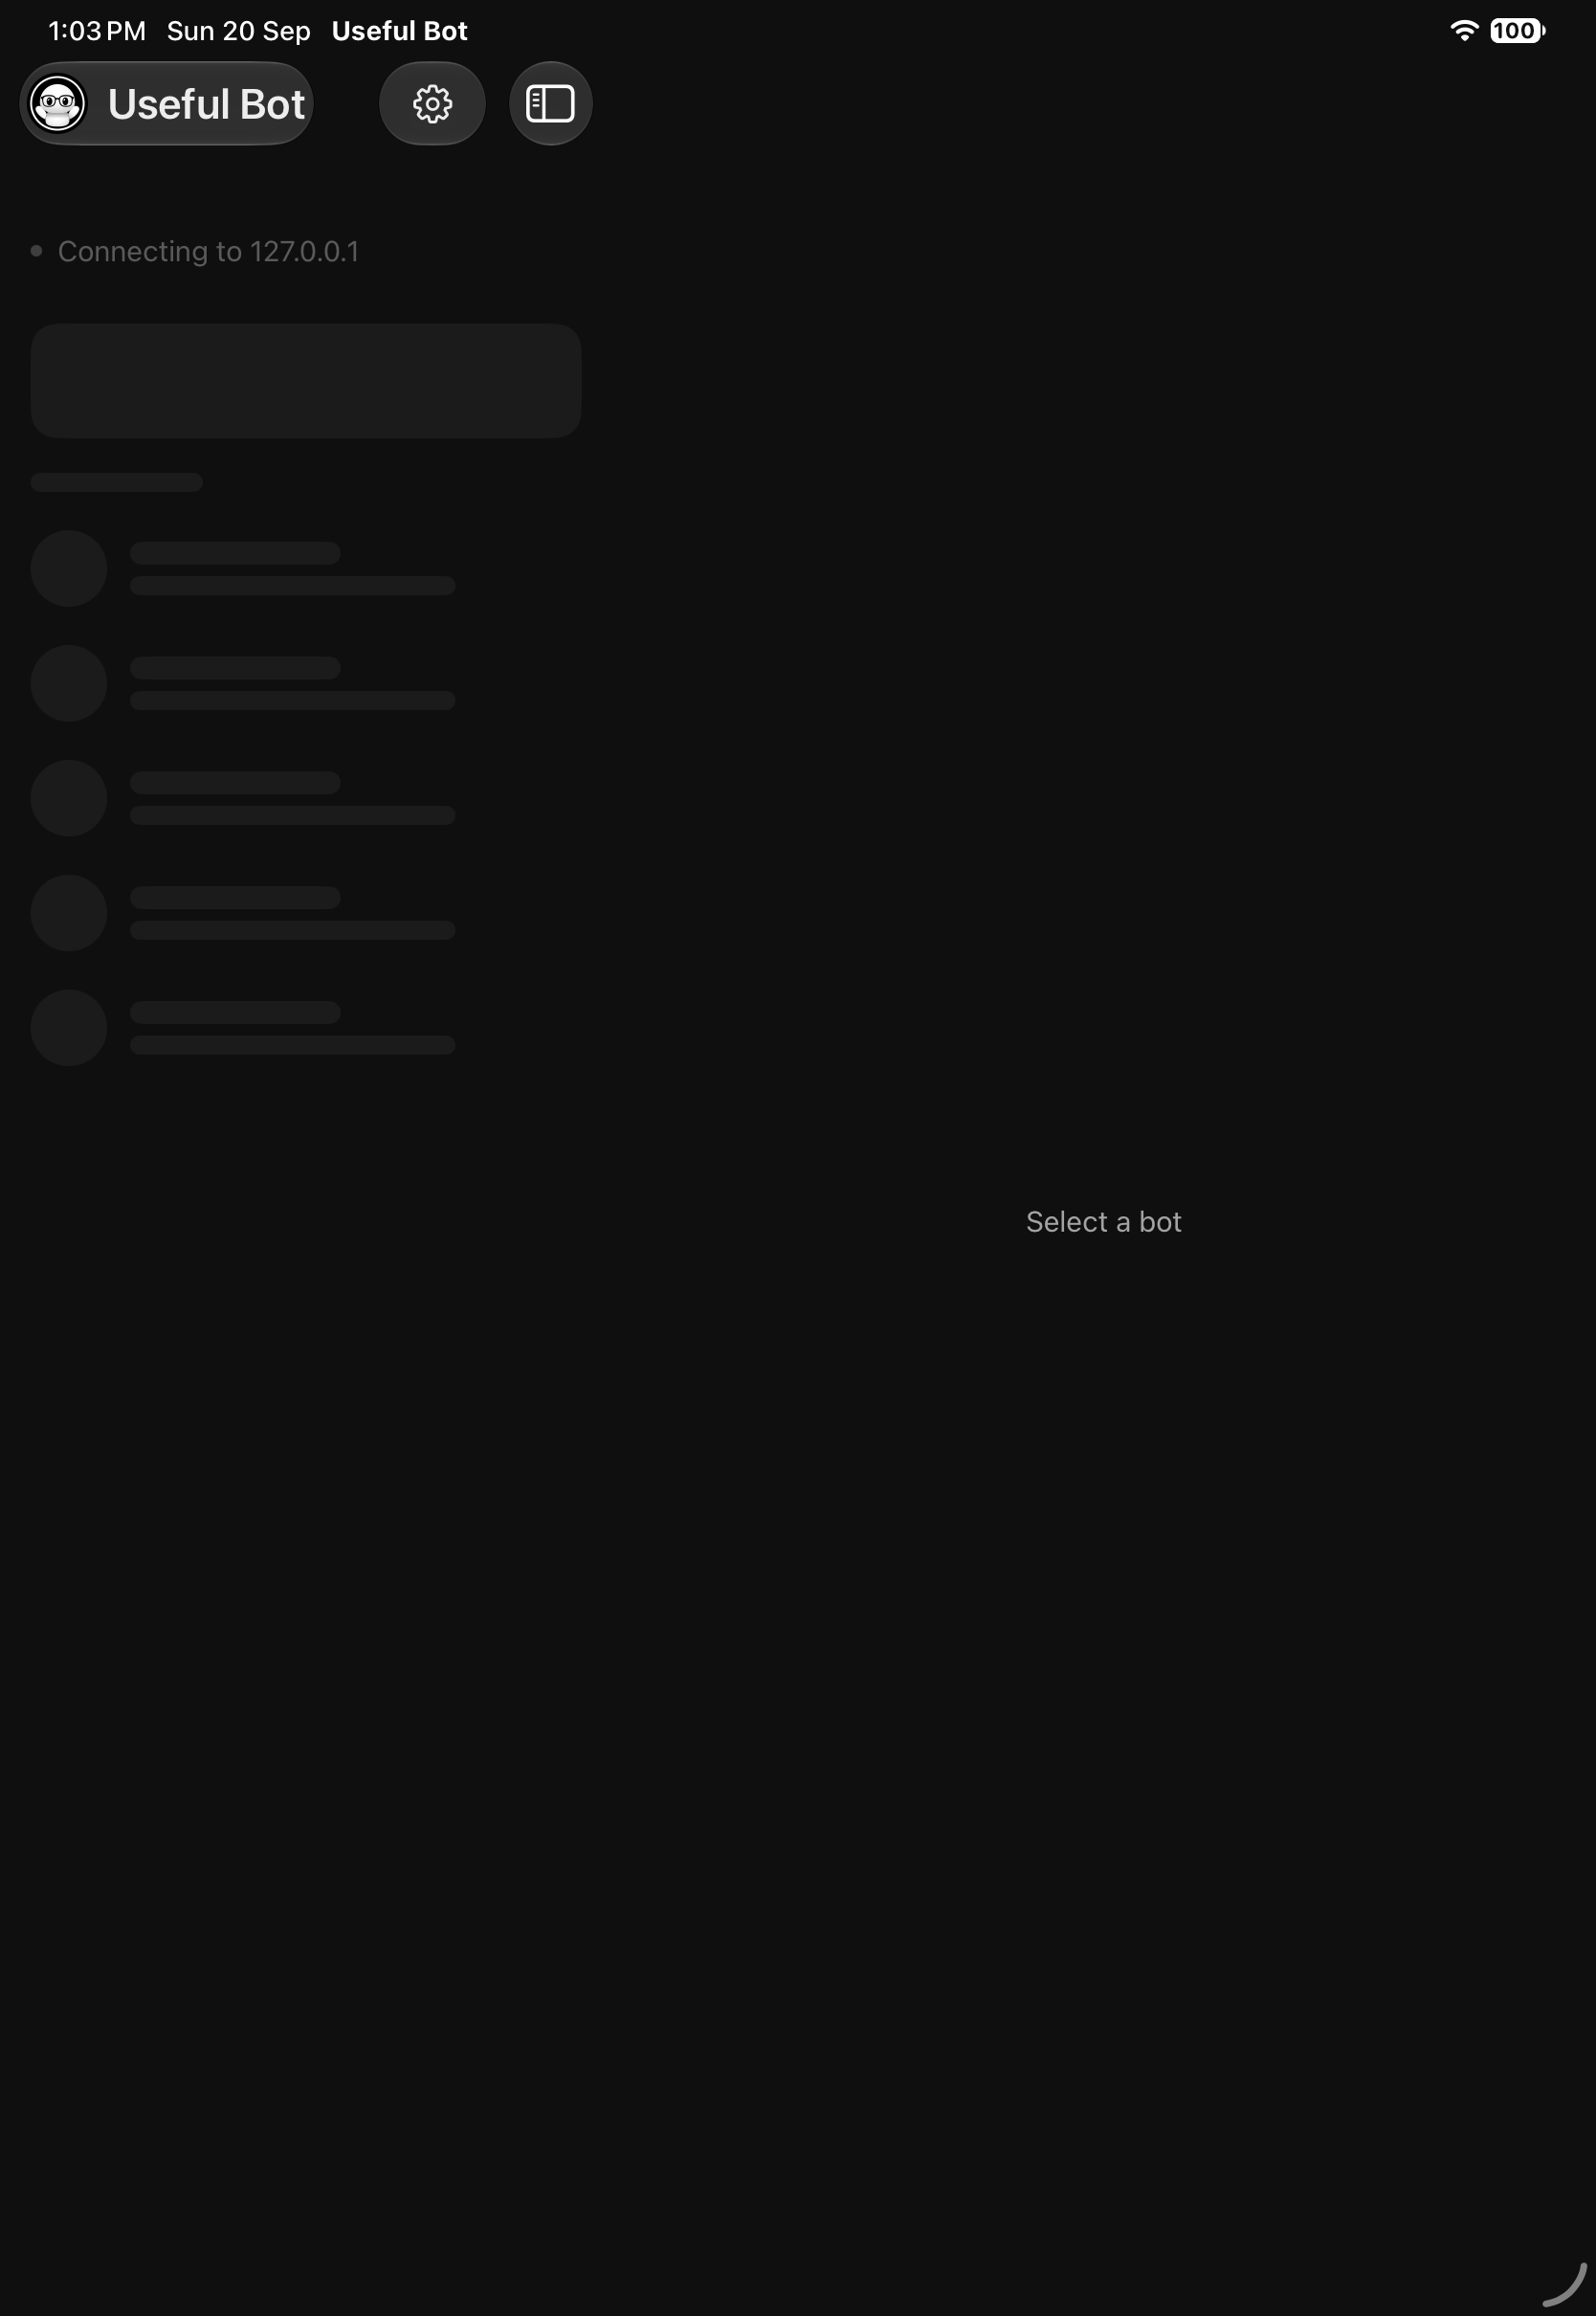 1:03 PM Sun 20 Sep Useful Bot 100
Useful Bot
Connecting to 127.0.0.1
Select a bot